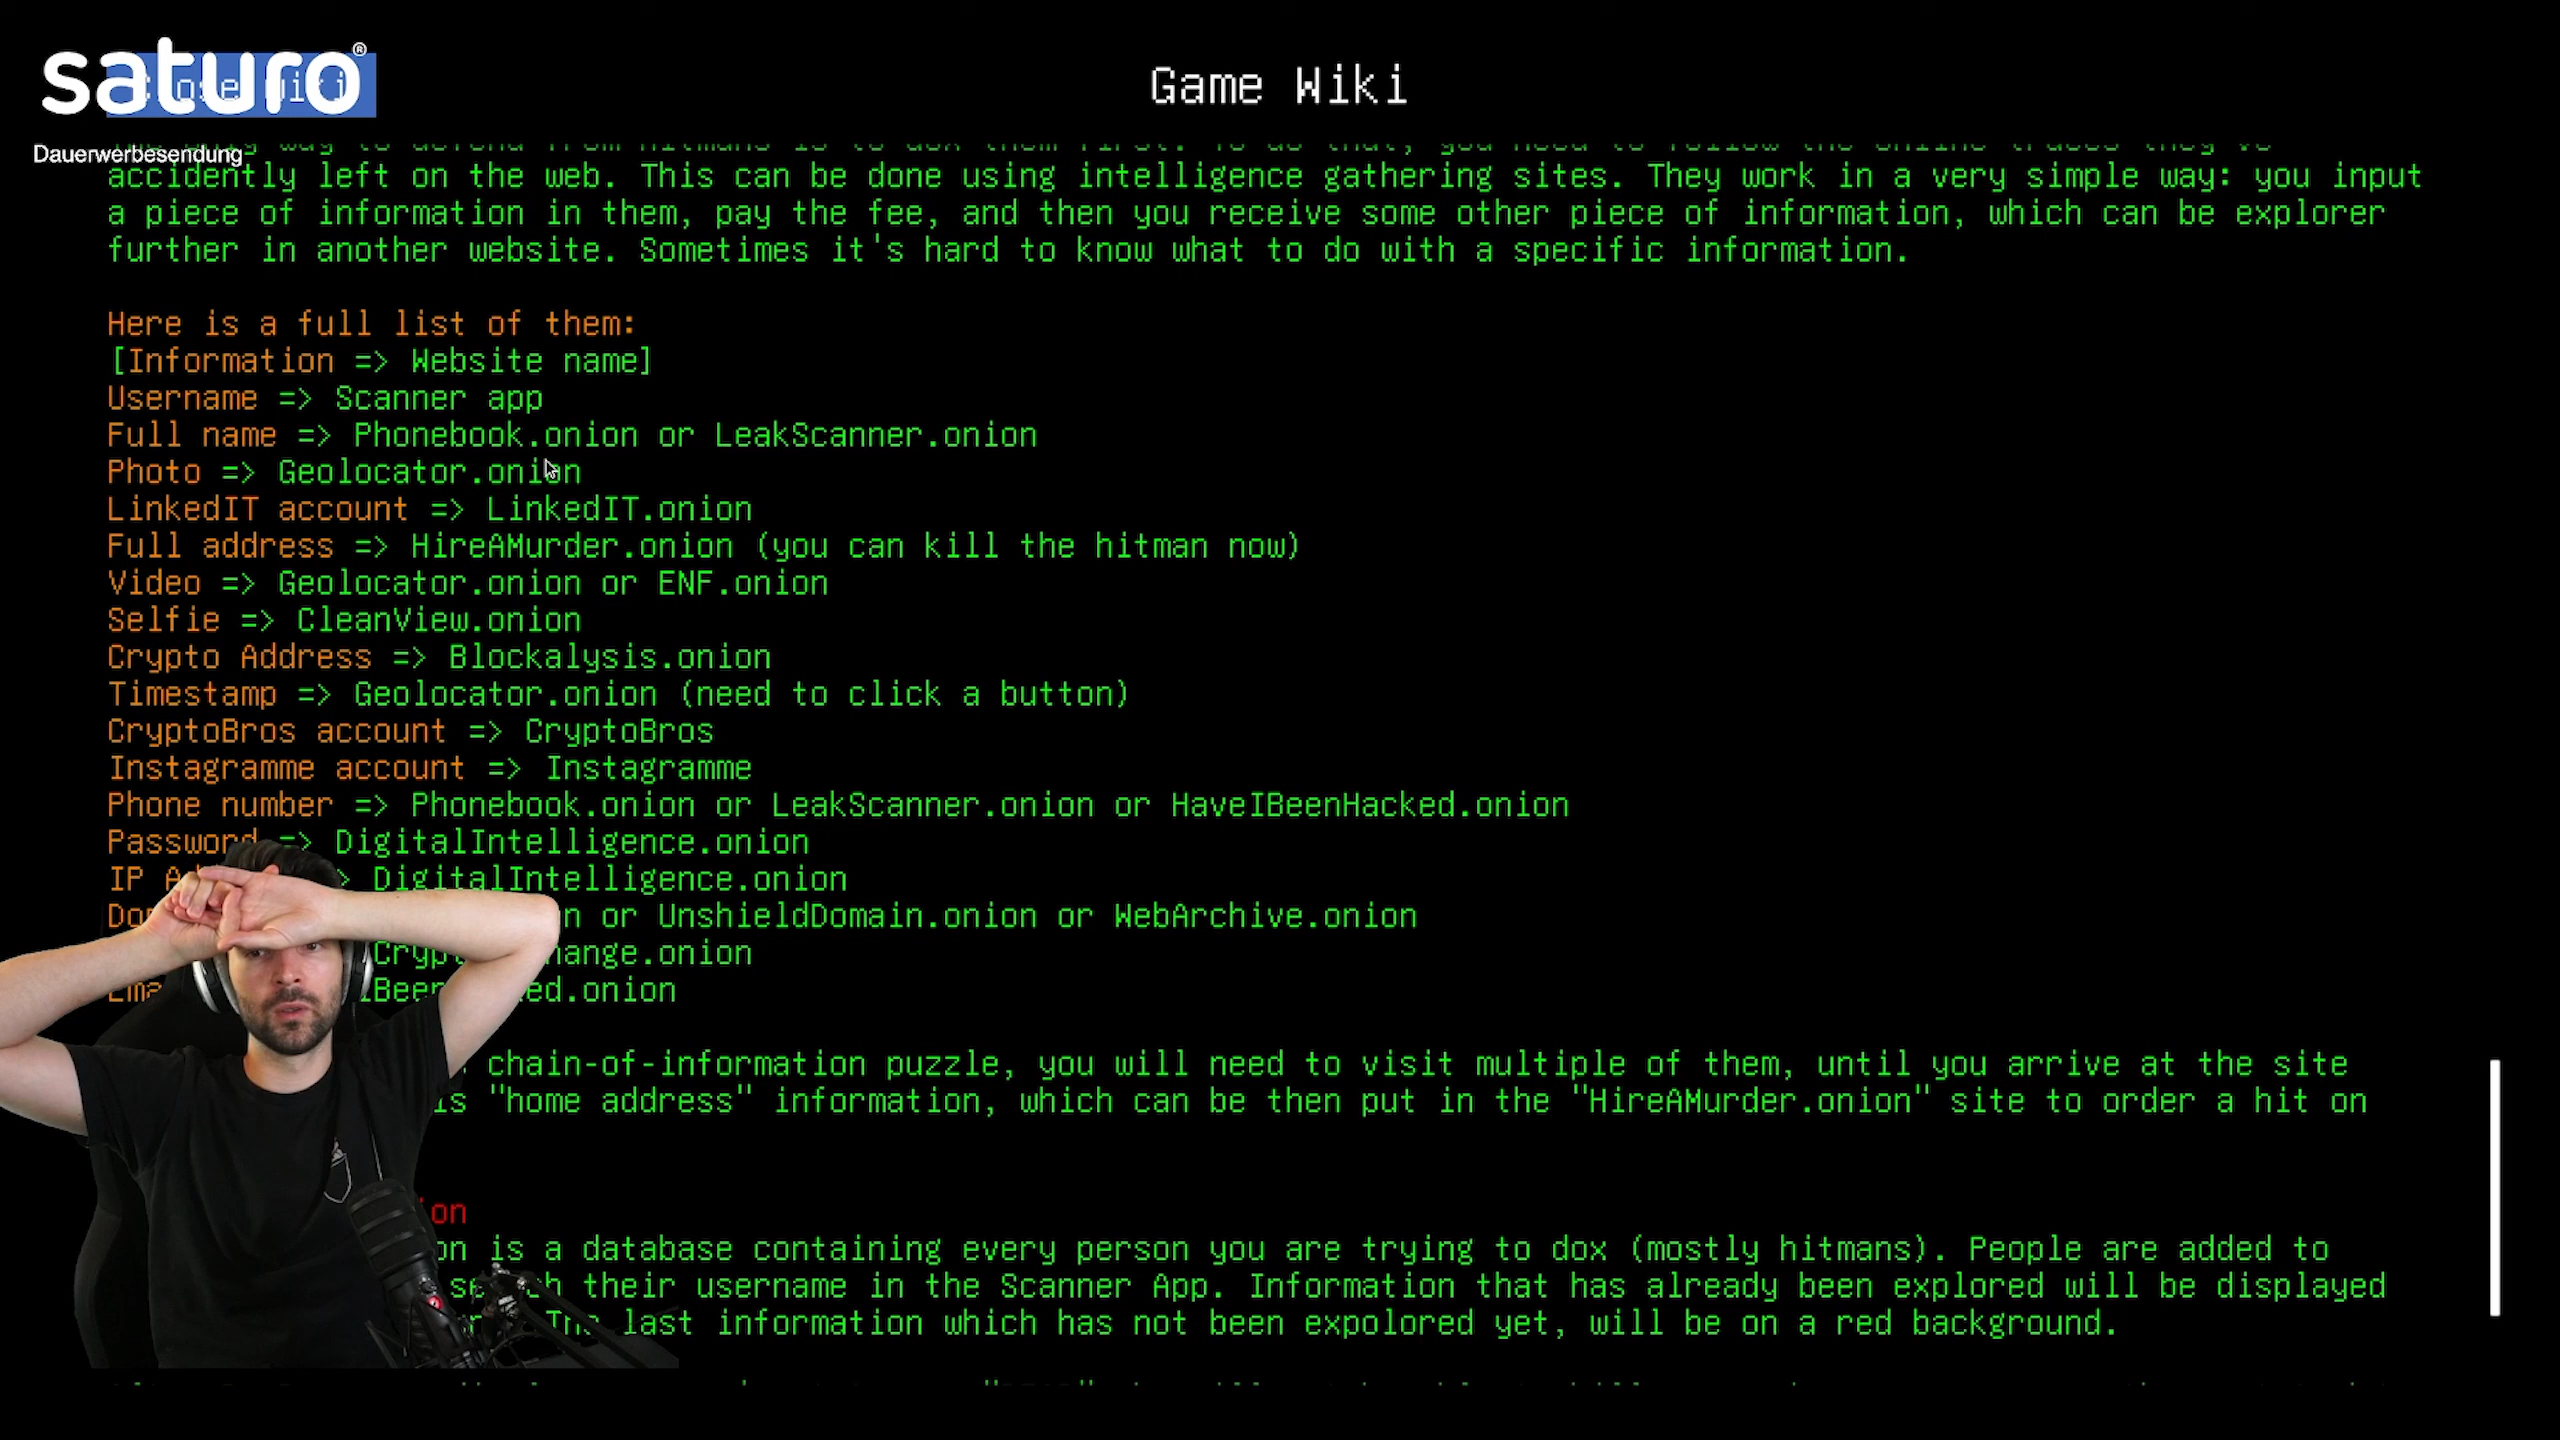 saturo®
Game Wiki
Dauerwerbesendung
accidently left on the web. This can be done using intelligence gathering sites. They work in a very simple way: you input
a piece of information in them, pay the fee, and then you receive some other piece of information, which can be explorer
further in another website. Sometimes it's hard to know what to do with a specific information.
Here is a full list of them:
[Information => Website name]
Username => Scanner app
Full name => Phonebook.onion or LeakScanner.onion
Photo => Geolocator.onion
LinkedIT account => LinkedIT.onion
Full address => HireAMurder.onion (you can kill the hitman now)
Video => Geolocator.onion or ENF.onion
Selfie => CleanView.onion
Crypto Address => Blockalysis.onion
Timestamp => Geolocator.onion (need to click a button)
CryptoBros account => CryptoBros
Instagramme account => Instagramme
Phone number => Phonebook.onion or LeakScanner.onion or HaveIBeenHacked.onion
Password => DigitalIntelligence.onion
IP DigitalIntelligence.onion
or UnshieldDomain.onion or WebArchive.onion
chain-of-information puzzle, you will need to visit multiple of them, until you arrive at the site
"home address" information, which can be then put in the "HireAMurder.onion" site to order a hit on
is a database containing every person you are trying to dox (mostly hitmans). People are added to
their username in the Scanner App. Information that has already been explored will be displayed
last information which has not been expolored yet, will be on a red background.